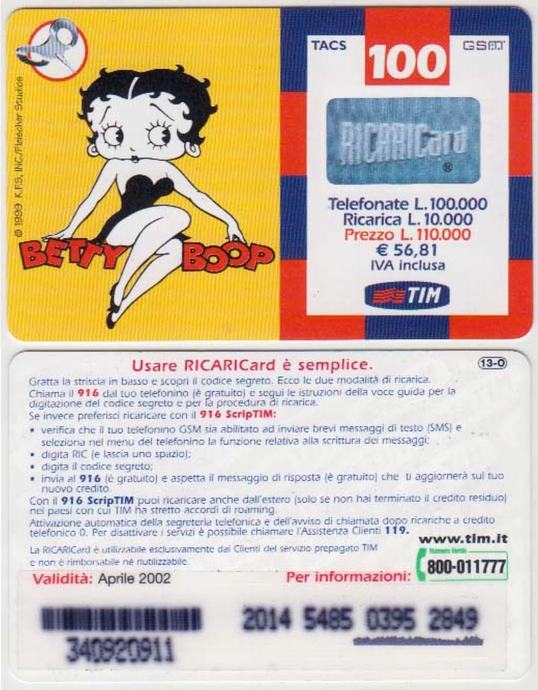 © 1999 K.F.S. INC/Fleischer Studios
BETTY BOOP
TACS 100 GSM
RICARICard
®
Telefonate L.100.000
Ricarica L. 10.000
Prezzo L. 110.000
€ 56,81
IVA inclusa
TIM
Usare RICARICard è semplice.
13-O
Gratta la striscia in basso e scopri il codice segreto. Ecco le due modalità di ricarica.
Chiama il 916 dal tuo telefonino (è gratuito) e segui le istruzioni della voce guida per la
digitazione del codice segreto e per la procedura di ricarica.
Se invece preferisci ricaricare con il 916 ScripTIM:
• verifica che il tuo telefonino GSM sia abilitato ad inviare brevi messaggi di testo (SMS) e
seleziona nel menu del telefonino la funzione relativa alla scrittura dei messaggi;
• digita RIC (e lascia uno spazio);
• digita il codice segreto;
• invia al 916 (è gratuito) e aspetta il messaggio di risposta (è gratuito) che ti aggiornerà sul tuo
nuovo credito.
Con il 916 ScripTIM puoi ricaricare anche dall'estero (solo se non hai terminato il credito residuo)
nei paesi con cui TIM ha stretto accordi di roaming.
Attivazione automatica della segreteria telefonica e dell'avviso di chiamata dopo ricariche a credito
telefonico 0. Per disattivare i servizi è possibile chiamare l'Assistenza Clienti 119.
www.tim.it
La RICARICard è utilizzabile esclusivamente dai Clienti del servizio prepagato TIM
e non è rimborsabile né riutilizzabile.
Numero Verde
800-011777
Validità: Aprile 2002
Per informazioni:
2014 5485 0395 2849
340920911